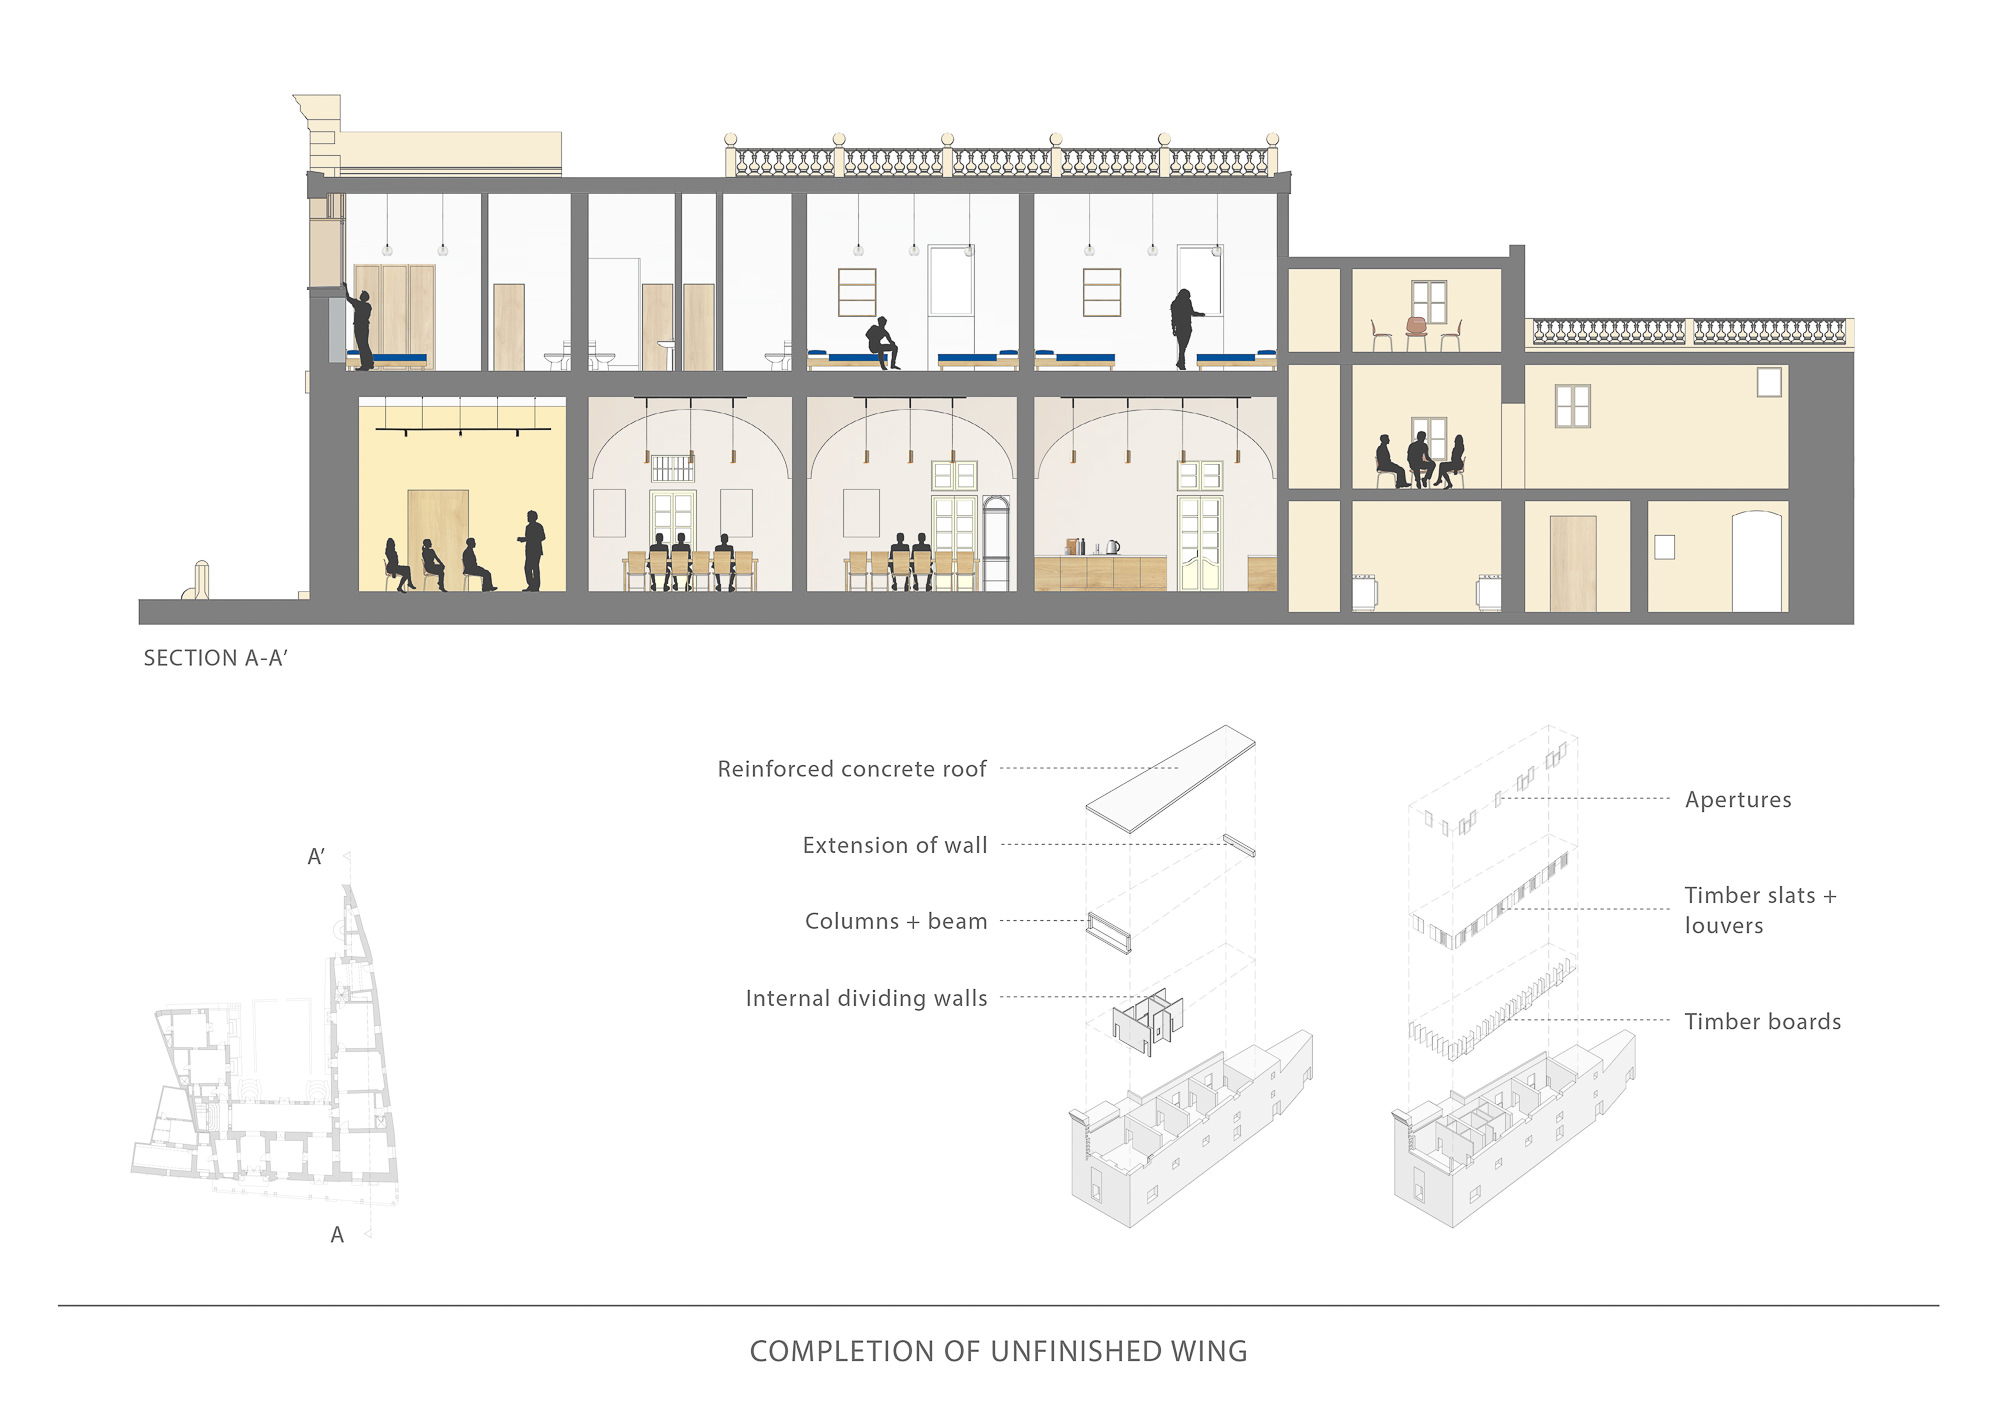 SECTION A-A’
Reinforced concrete roof
Extension of wall
Columns + beam
Internal dividing walls
Apertures
Timber slats +
louvers
Timber boards
A’
A
COMPLETION OF UNFINISHED WING